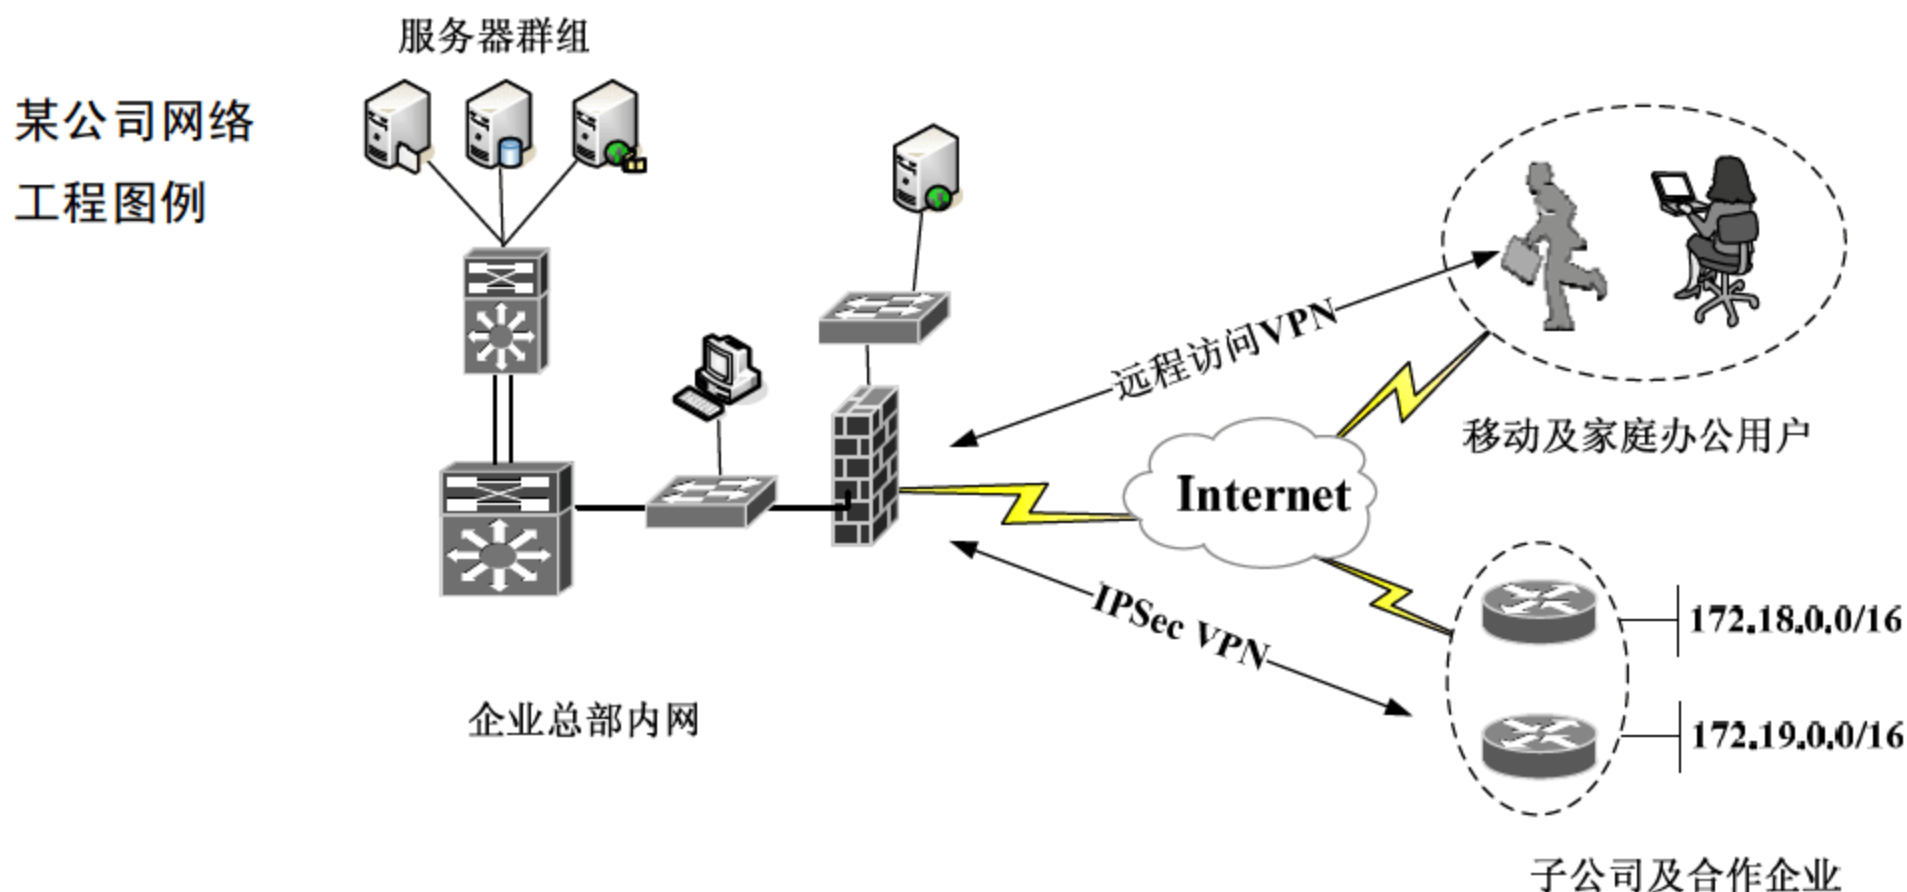 服务器群组
某公司网络
工程图例
远程访问VPN
移动及家庭办公用户
Internet
IPSec VPN
172.18.0.0/16
172.19.0.0/16
企业总部内网
子公司及合作企业